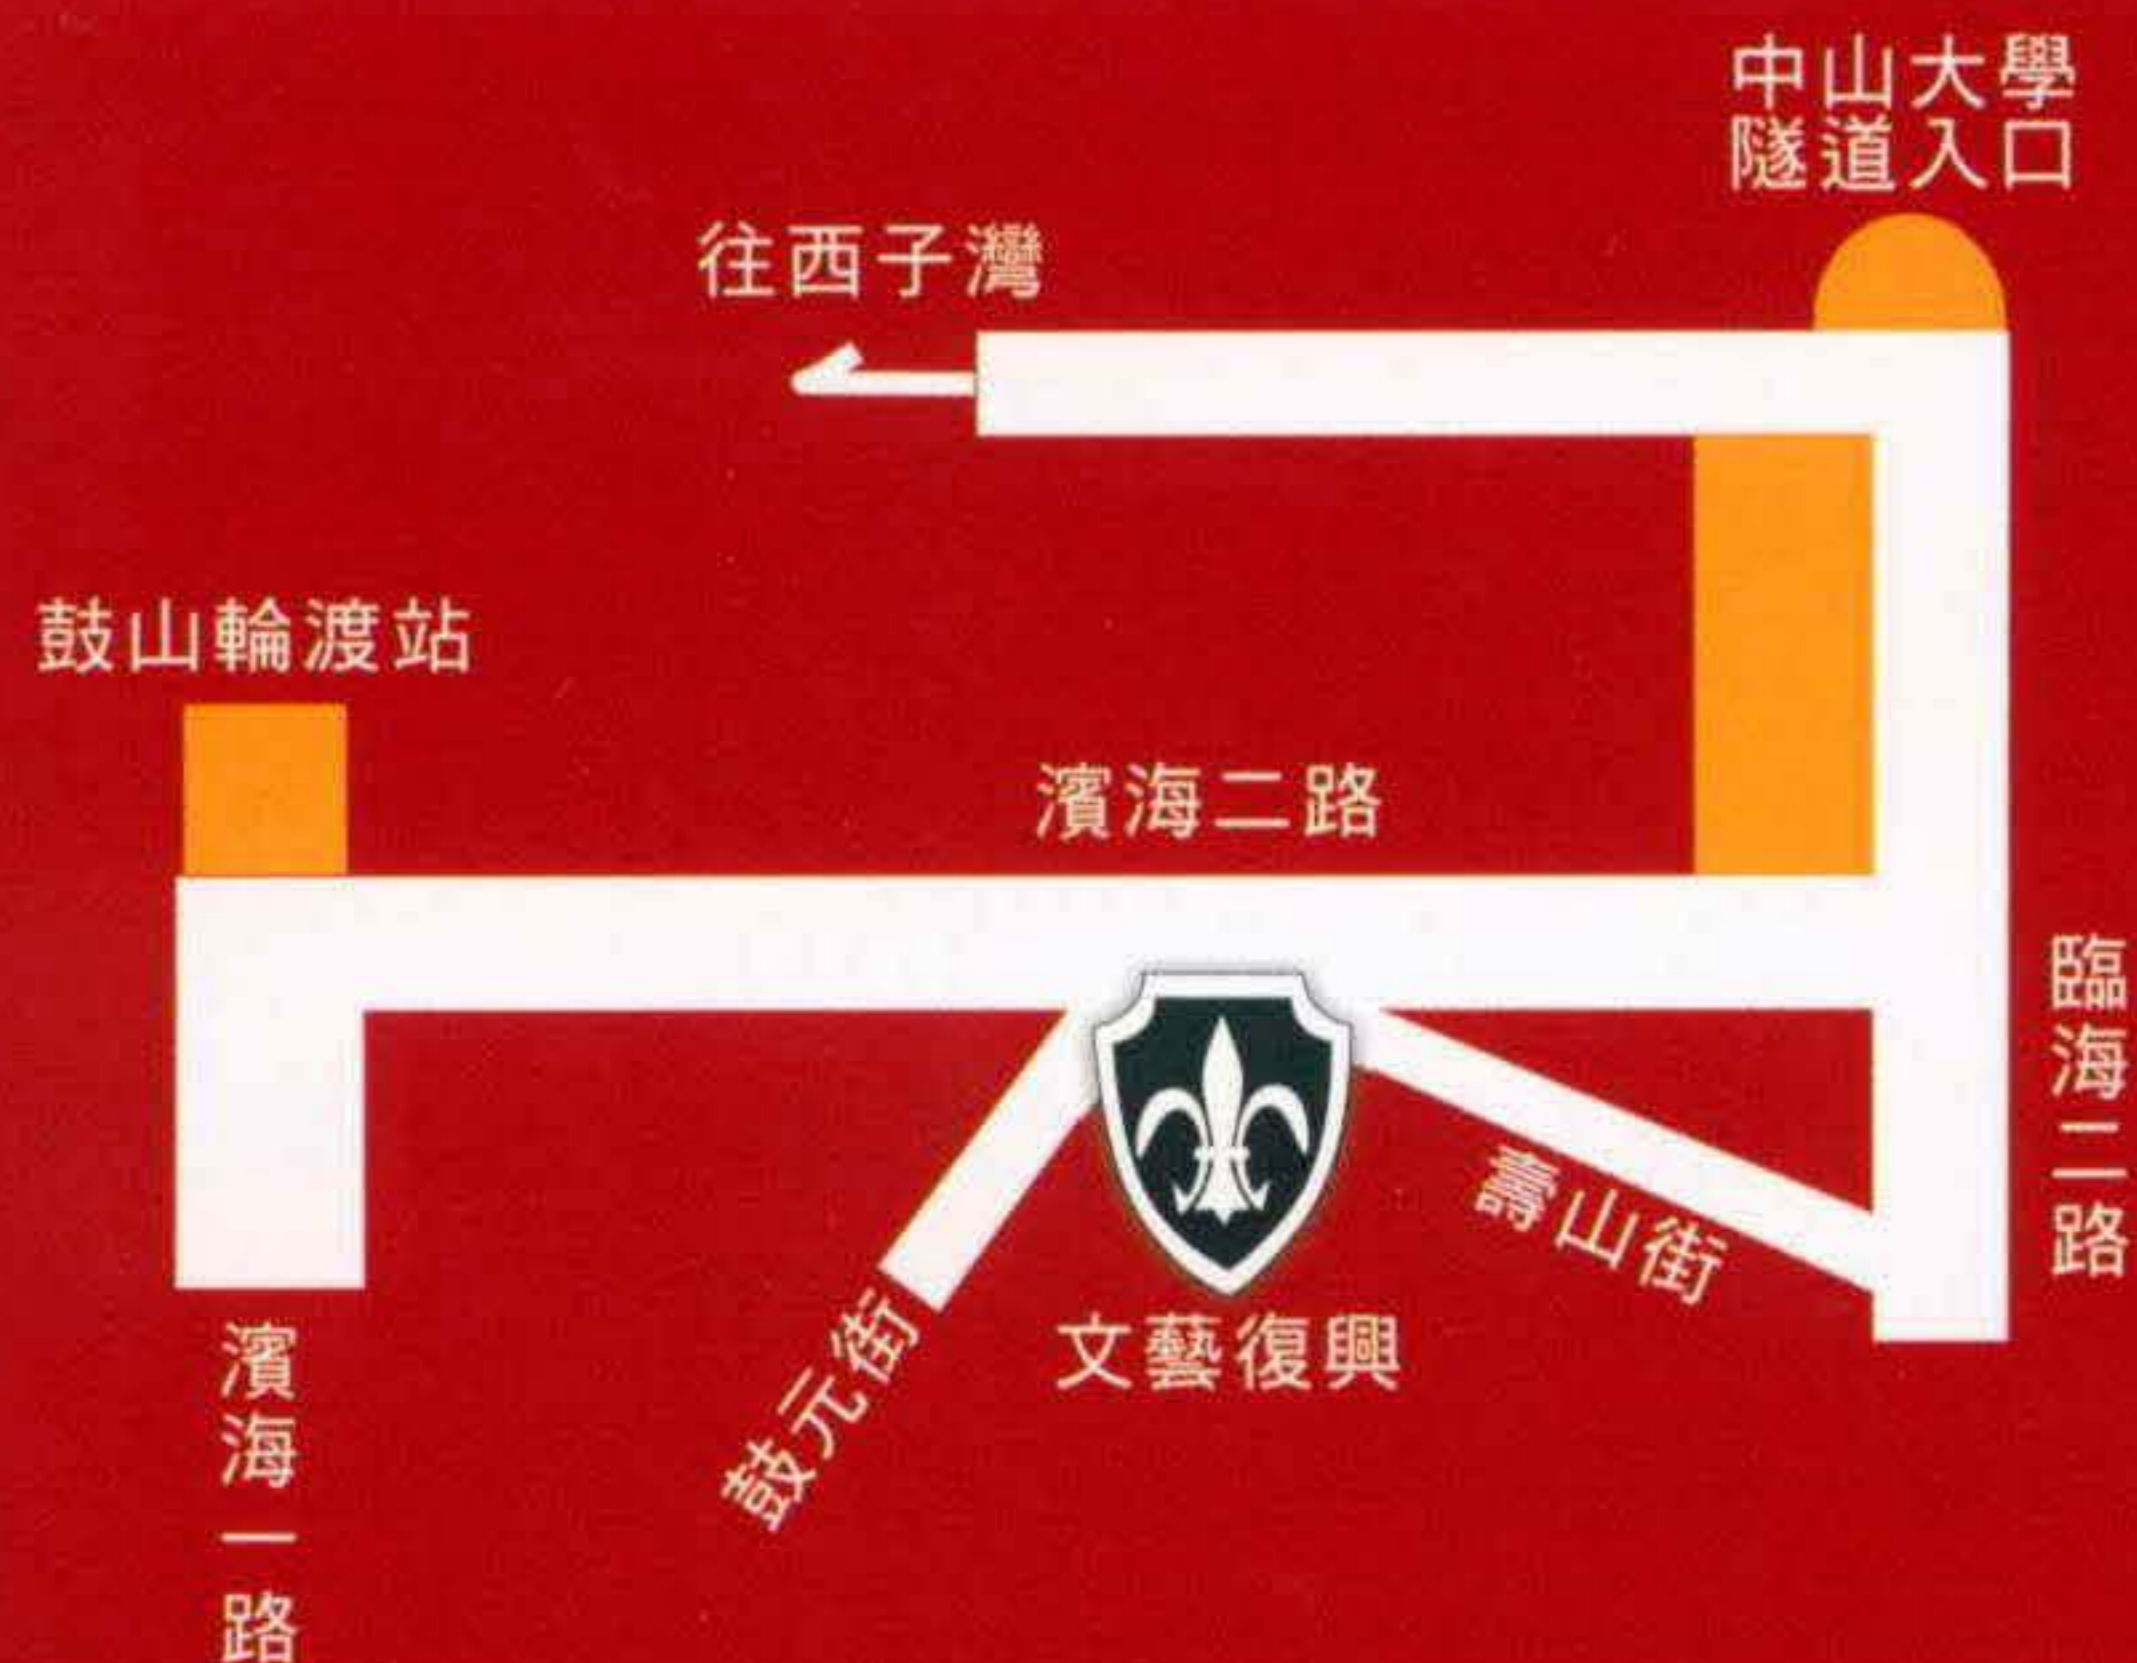 中山大學
隧道入口
往西子灣
鼓山輪渡站
濱海二路
臨海二路
壽山街
鼓元街
文藝復興
濱海一路